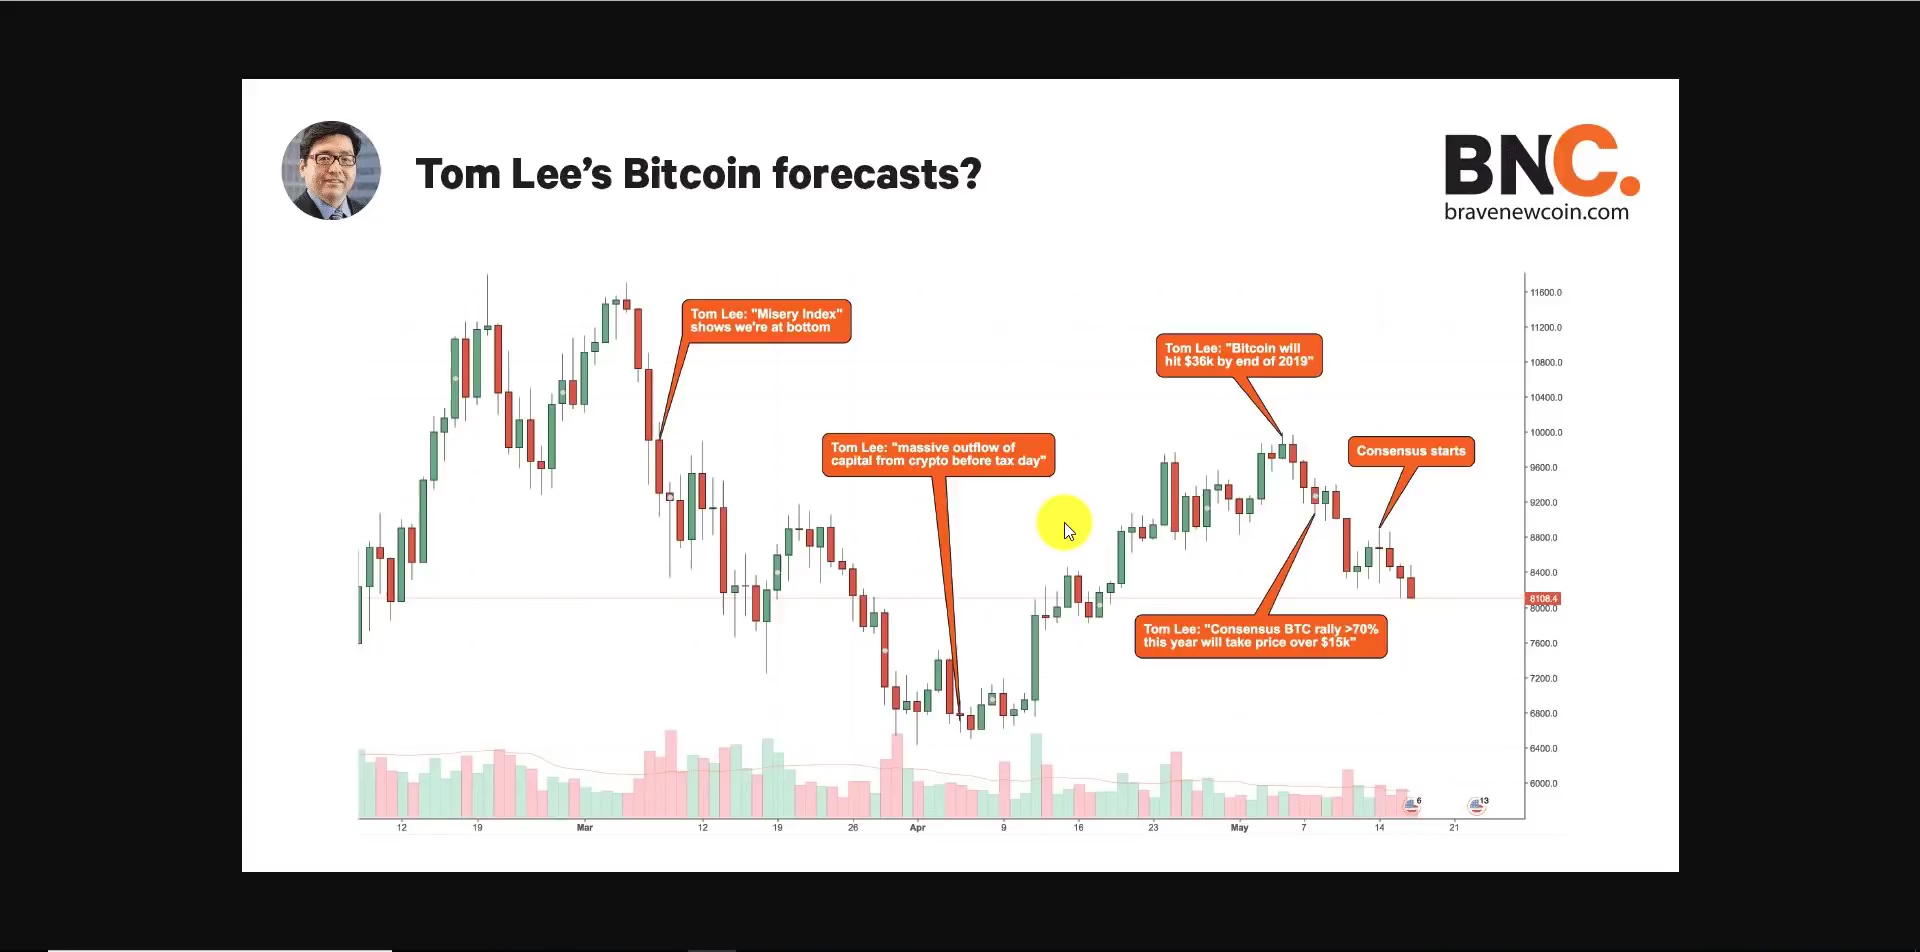 Tom Lee’s Bitcoin forecasts?
BNC.
bravenewcoin.com
Tom Lee: "Misery Index"
shows we're at bottom
Tom Lee: "massive outflow of
capital from crypto before tax day"
Tom Lee: "Bitcoin will
hit $36k by end of 2019"
Consensus starts
Tom Lee: "Consensus BTC rally >70%
this year will take price over $15k"
11600.0
11200.0
10800.0
10400.0
10000.0
9600.0
9200.0
8800.0
8400.0
8108.4
8000.0
7600.0
7200.0
6800.0
6400.0
6000.0
6
13
12 19 Mar 12 19 26 Apr 9 16 23 May 7 14 21